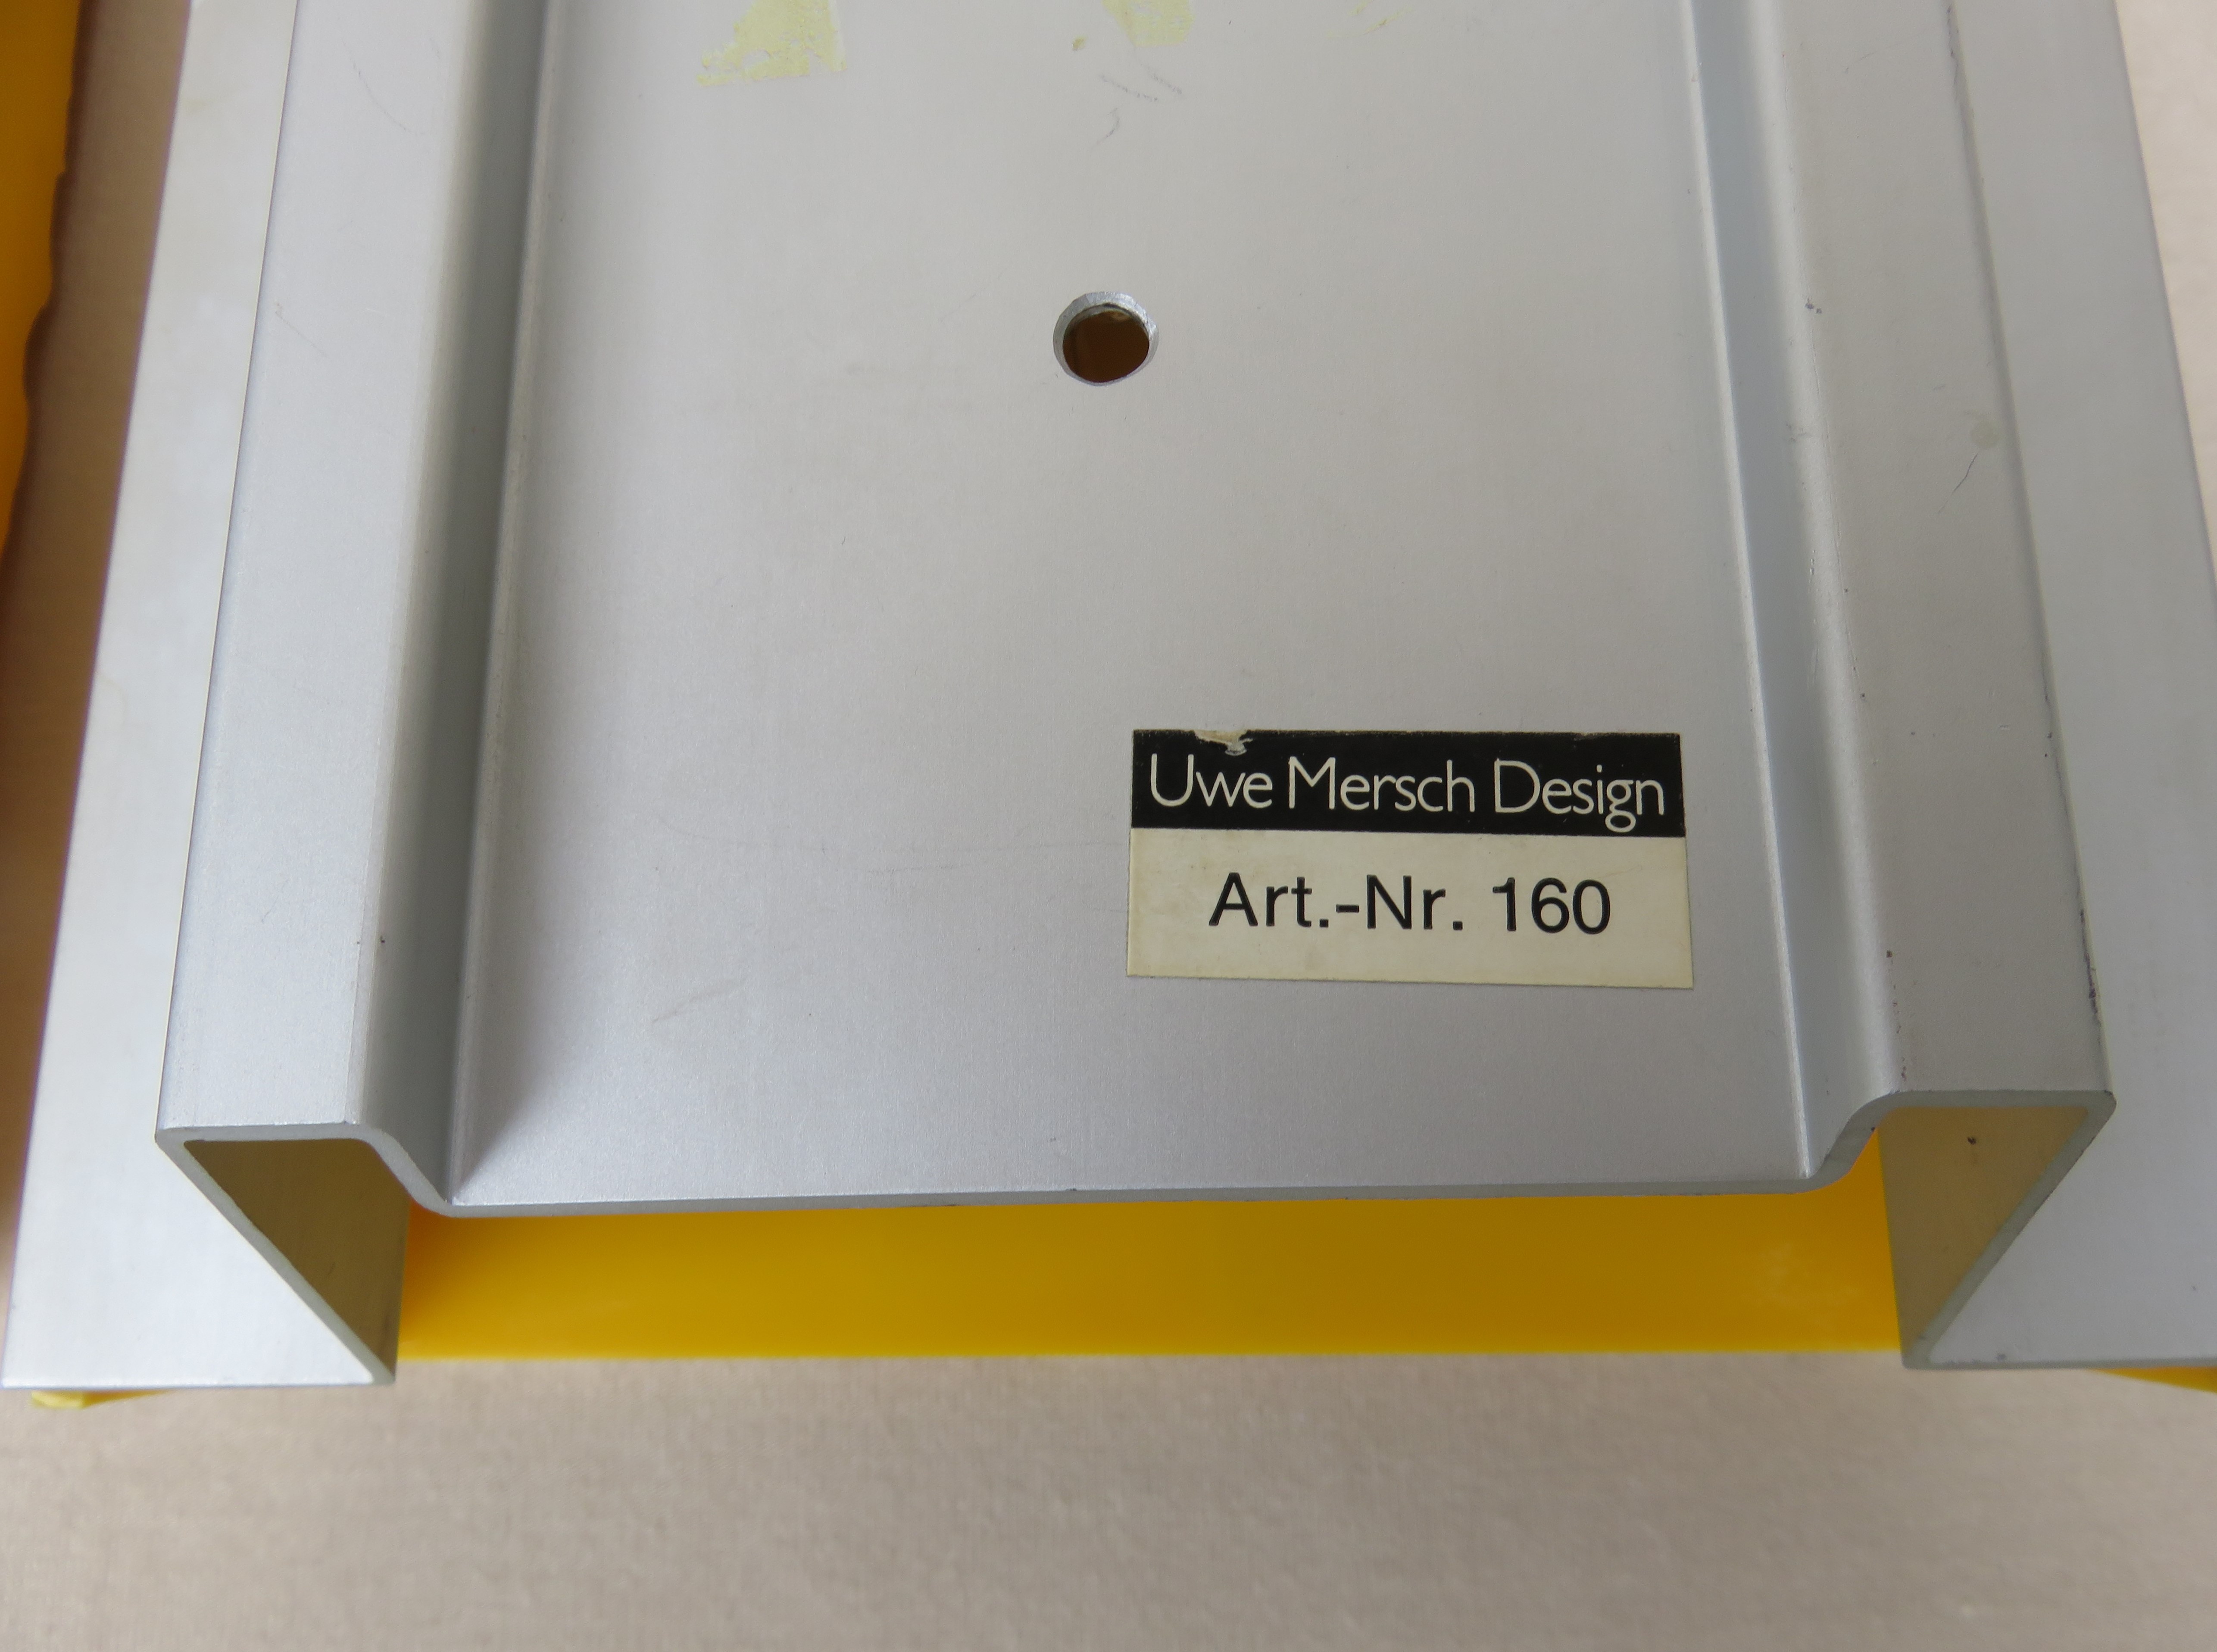 Uwe Mersch Design
Art.-Nr. 160